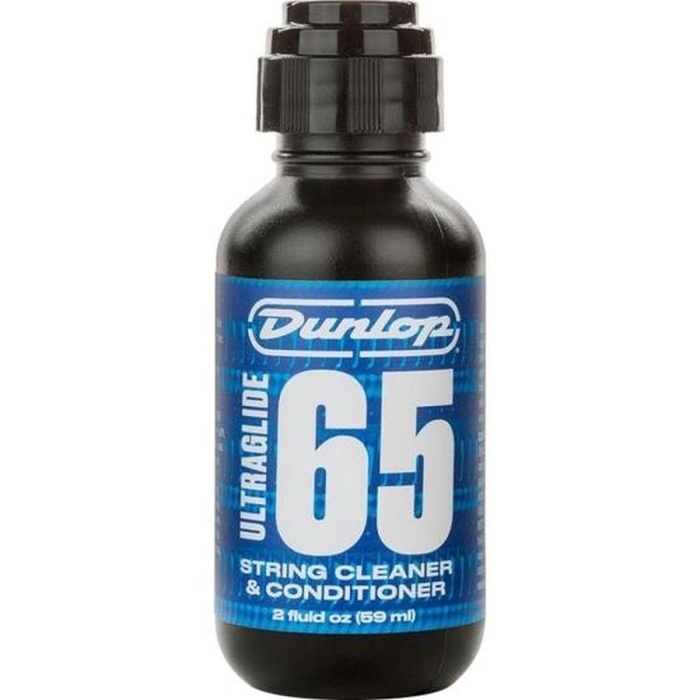 Dunlop
ULTRAGLIDE
65
STRING CLEANER
& CONDITIONER
2 fluid oz (59 ml)